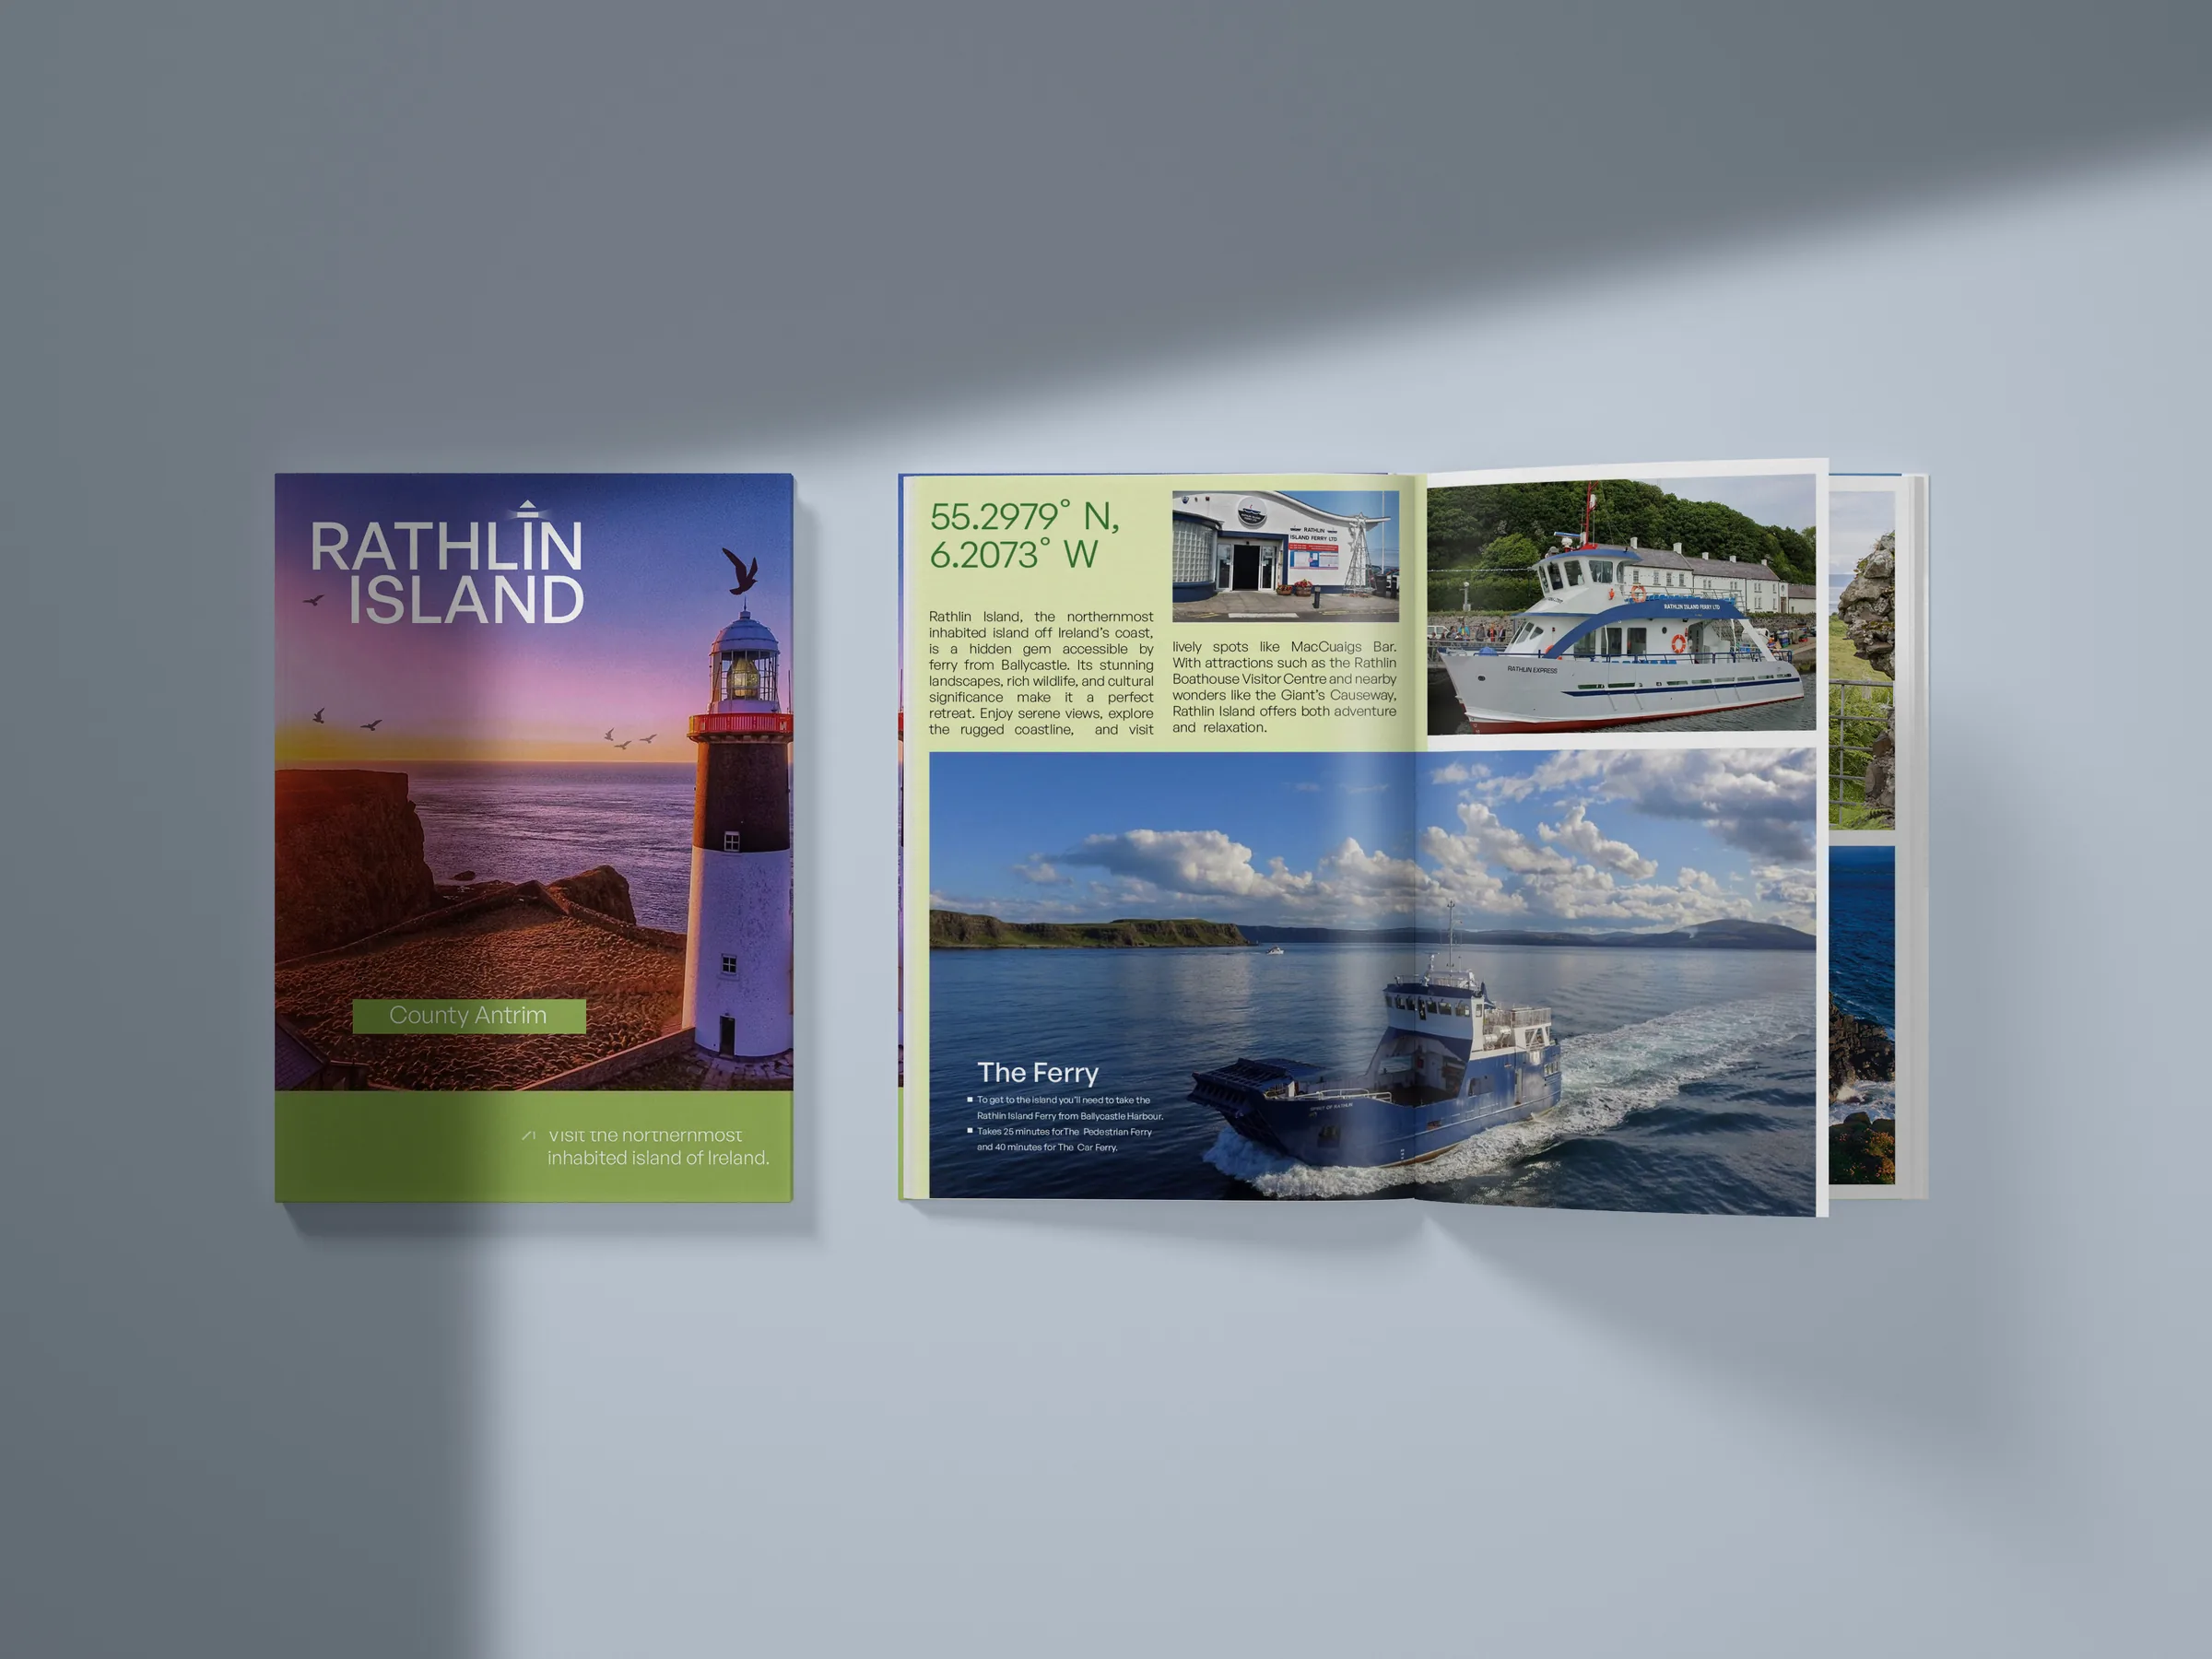 RATHLIN
ISLAND
County Antrim
visit the northernmost
inhabited island of Ireland.
55.2979° N,
6.2073° W
Rathlin Island, the northernmost
inhabited island off Ireland's coast,
is a hidden gem accessible by
ferry from Ballycastle. Its stunning
landscapes, rich wildlife, and cultural
significance make it a perfect
retreat. Enjoy serene views, explore
the rugged coastline, and visit
RATHLIN
ISLAND FERRY LTD
lively spots like MacCuaigs Bar.
With attractions such as the Rathlin
Boathouse Visitor Centre and nearby
wonders like the Giant's Causeway,
Rathlin Island offers both adventure
and relaxation.
RATHLIN ISLAND FERRY LTD
RATHLIN EXPRESS
The Ferry
To get to the island you'll need to take the
Rathlin Island Ferry from Ballycastle Harbour.
Takes 25 minutes forThe Pedestrian Ferry
and 40 minutes for The Car Ferry.
SPIRIT OF RATHLIN